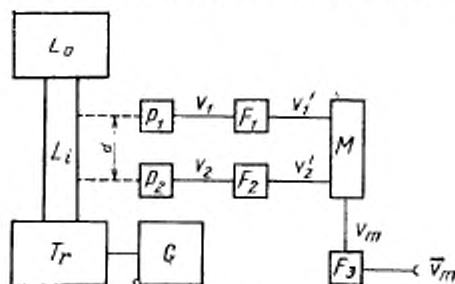 L₀
P₁ v₁ F₁ v₁′
Lᵢ d M
P₂ v₂ F₂ v₂′
Tr G vₘ
F₃ v̅ₘ